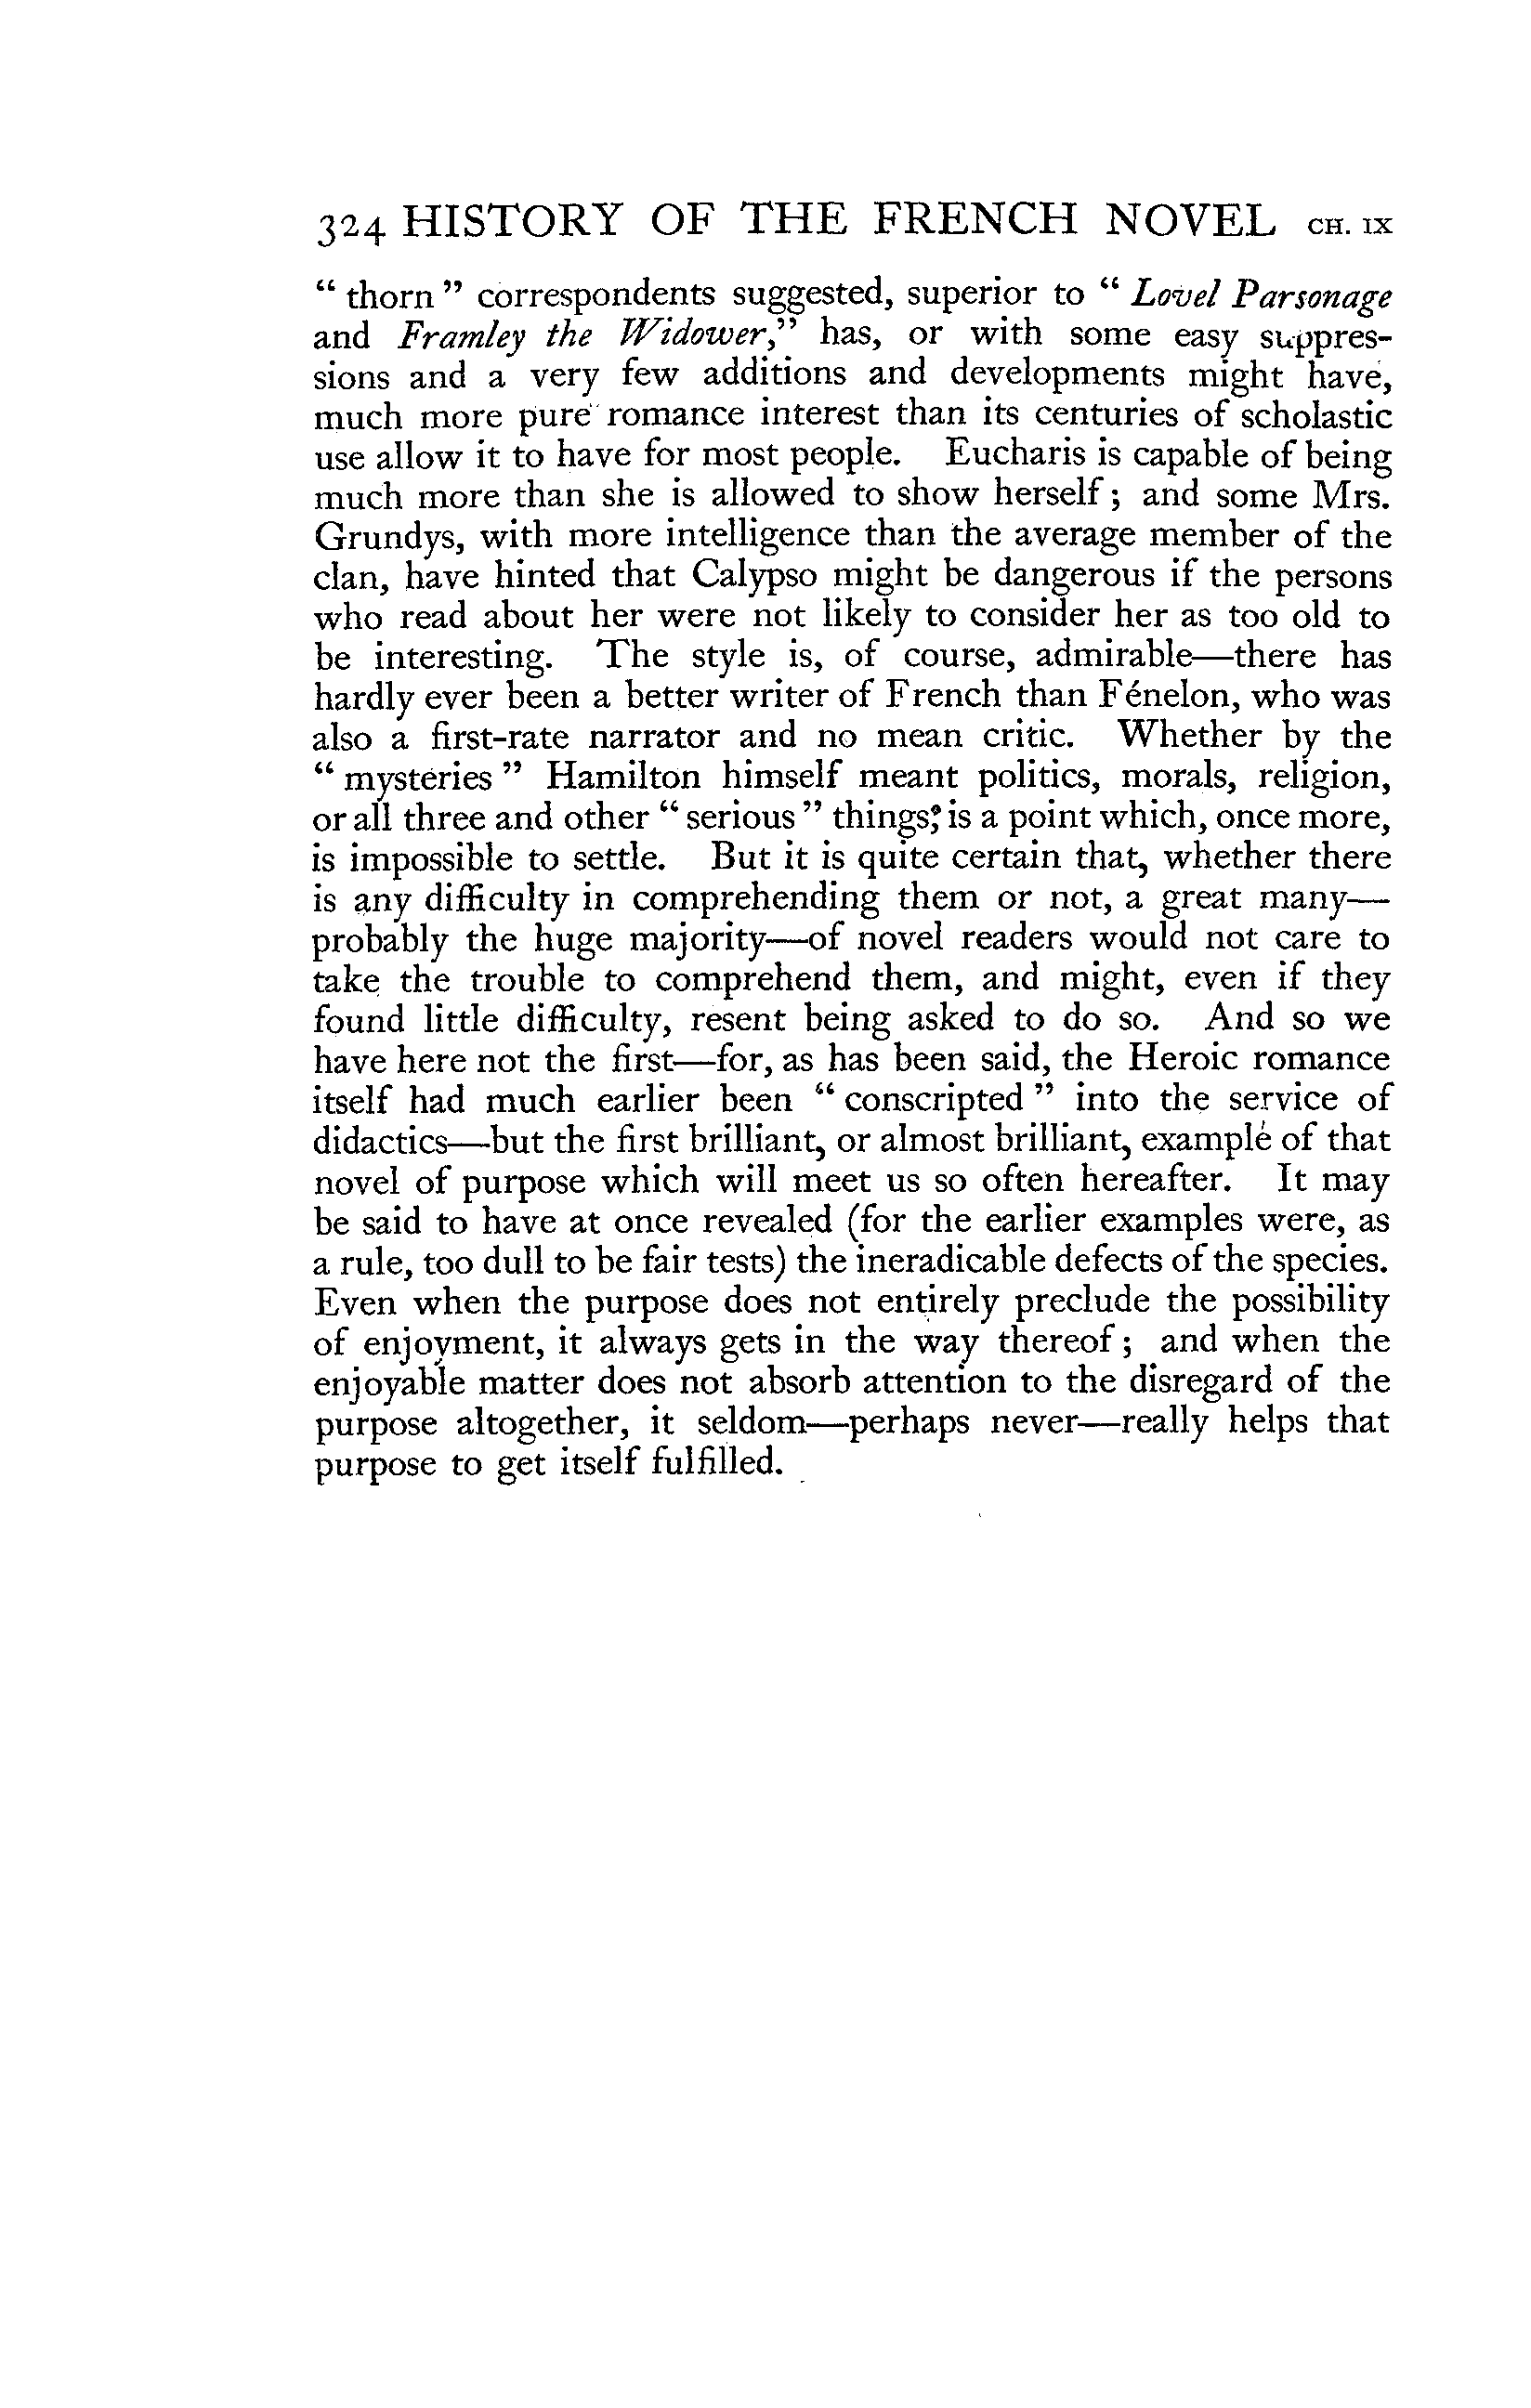 324 HISTORY OF THE FRENCH NOVEL CH. IX
“ thorn ” correspondents suggested, superior to “ Lovel Parsonage
and Framley the Widower,” has, or with some easy suppres-
sions and a very few additions and developments might have,
much more pure romance interest than its centuries of scholastic
use allow it to have for most people. Eucharis is capable of being
much more than she is allowed to show herself ; and some Mrs.
Grundys, with more intelligence than the average member of the
clan, have hinted that Calypso might be dangerous if the persons
who read about her were not likely to consider her as too old to
be interesting. The style is, of course, admirable—there has
hardly ever been a better writer of French than Fénelon, who was
also a first-rate narrator and no mean critic. Whether by the
“ mysteries ” Hamilton himself meant politics, morals, religion,
or all three and other “ serious ” things, is a point which, once more,
is impossible to settle. But it is quite certain that, whether there
is any difficulty in comprehending them or not, a great many—
probably the huge majority—of novel readers would not care to
take the trouble to comprehend them, and might, even if they
found little difficulty, resent being asked to do so. And so we
have here not the first—for, as has been said, the Heroic romance
itself had much earlier been “ conscripted ” into the service of
didactics—but the first brilliant, or almost brilliant, example of that
novel of purpose which will meet us so often hereafter. It may
be said to have at once revealed (for the earlier examples were, as
a rule, too dull to be fair tests) the ineradicable defects of the species.
Even when the purpose does not entirely preclude the possibility
of enjoyment, it always gets in the way thereof ; and when the
enjoyable matter does not absorb attention to the disregard of the
purpose altogether, it seldom—perhaps never—really helps that
purpose to get itself fulfilled.